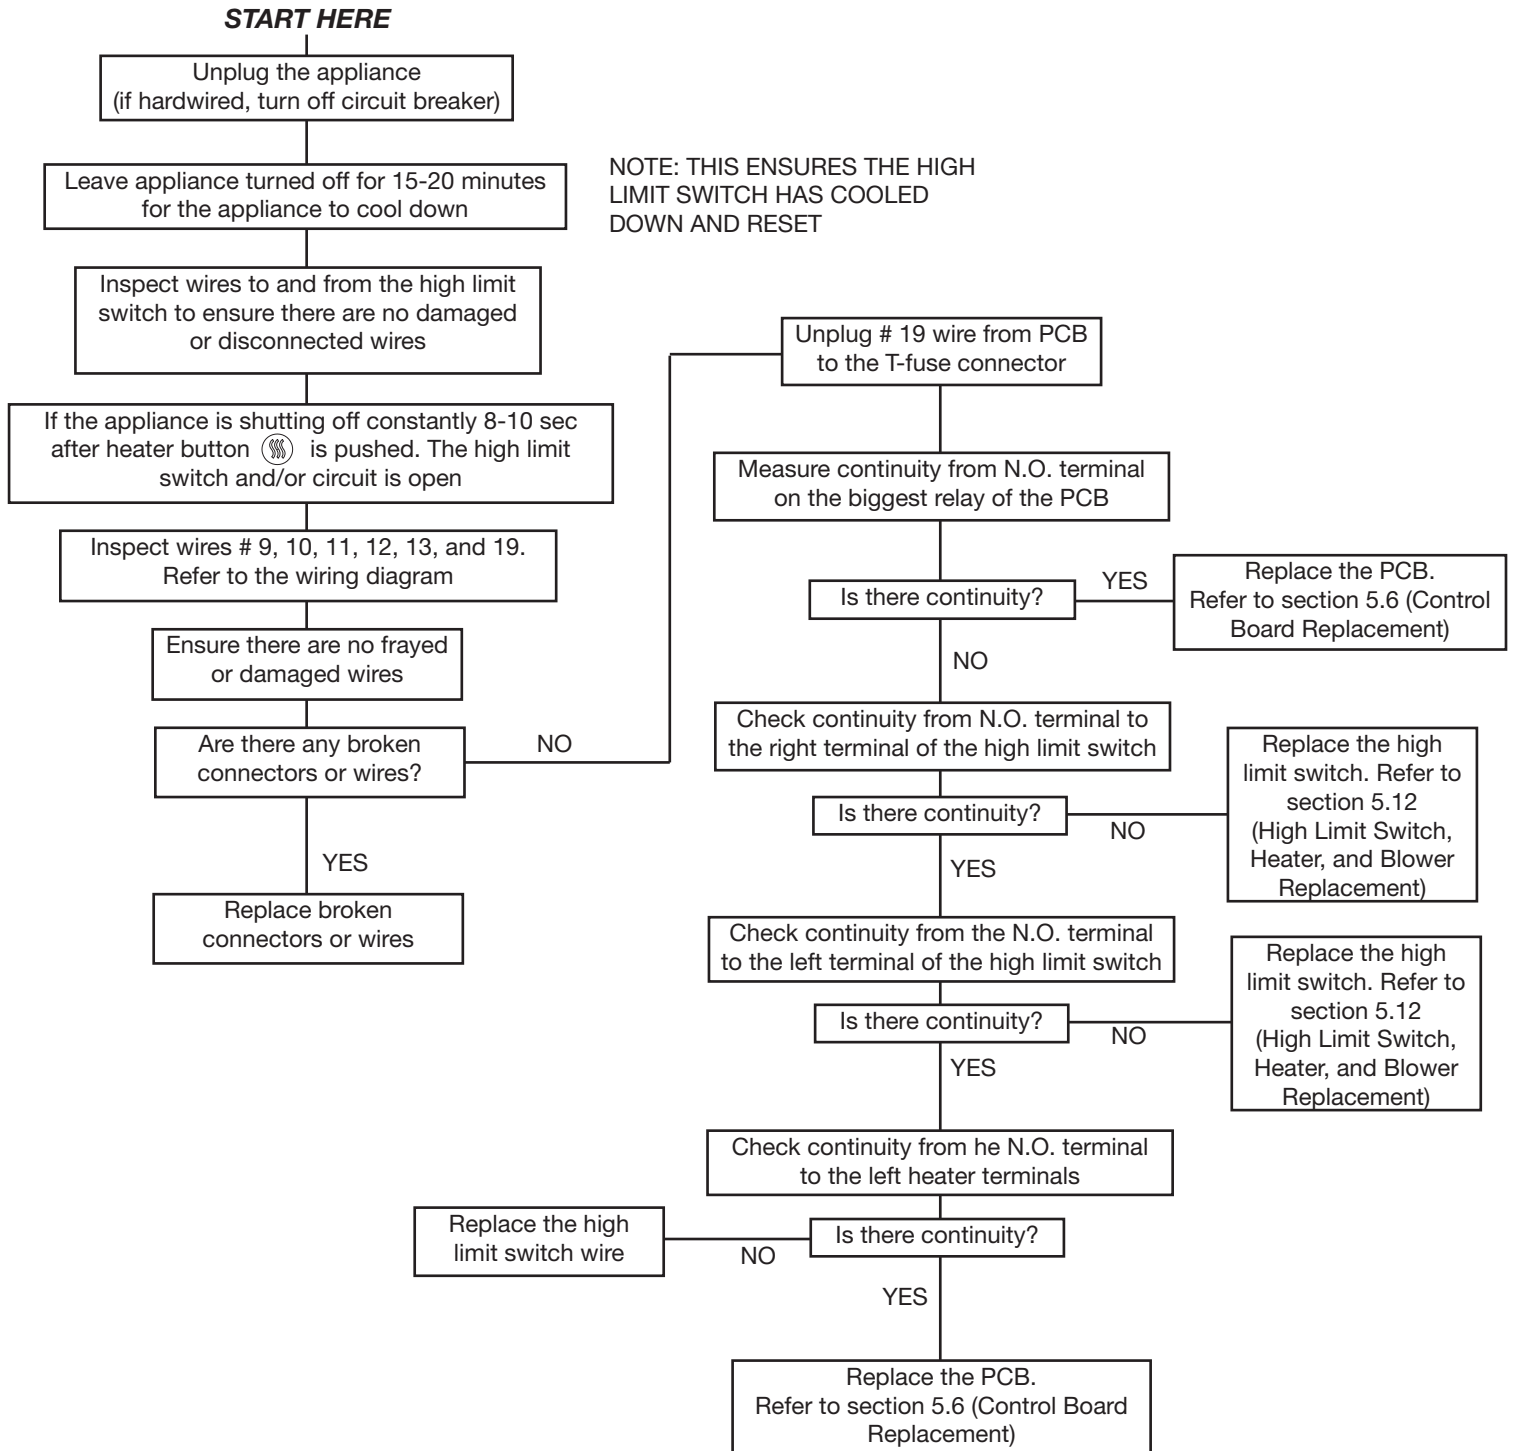 START HERE
Unplug the appliance
(if hardwired, turn off circuit breaker)
Leave appliance turned off for 15-20 minutes
for the appliance to cool down
NOTE: THIS ENSURES THE HIGH
LIMIT SWITCH HAS COOLED
DOWN AND RESET
Inspect wires to and from the high limit
switch to ensure there are no damaged
or disconnected wires
If the appliance is shutting off constantly 8-10 sec
after heater button is pushed. The high limit
switch and/or circuit is open
Inspect wires # 9, 10, 11, 12, 13, and 19.
Refer to the wiring diagram
Ensure there are no frayed
or damaged wires
Are there any broken
connectors or wires?
NO
YES
Replace broken
connectors or wires
Unplug # 19 wire from PCB
to the T-fuse connector
Measure continuity from N.O. terminal
on the biggest relay of the PCB
Is there continuity?
YES
Replace the PCB.
Refer to section 5.6 (Control
Board Replacement)
NO
Check continuity from N.O. terminal to
the right terminal of the high limit switch
Is there continuity?
NO
Replace the high
limit switch. Refer to
section 5.12
(High Limit Switch,
Heater, and Blower
Replacement)
YES
Check continuity from the N.O. terminal
to the left terminal of the high limit switch
Is there continuity?
NO
Replace the high
limit switch. Refer to
section 5.12
(High Limit Switch,
Heater, and Blower
Replacement)
YES
Check continuity from he N.O. terminal
to the left heater terminals
Is there continuity?
NO
Replace the high
limit switch wire
YES
Replace the PCB.
Refer to section 5.6 (Control Board
Replacement)